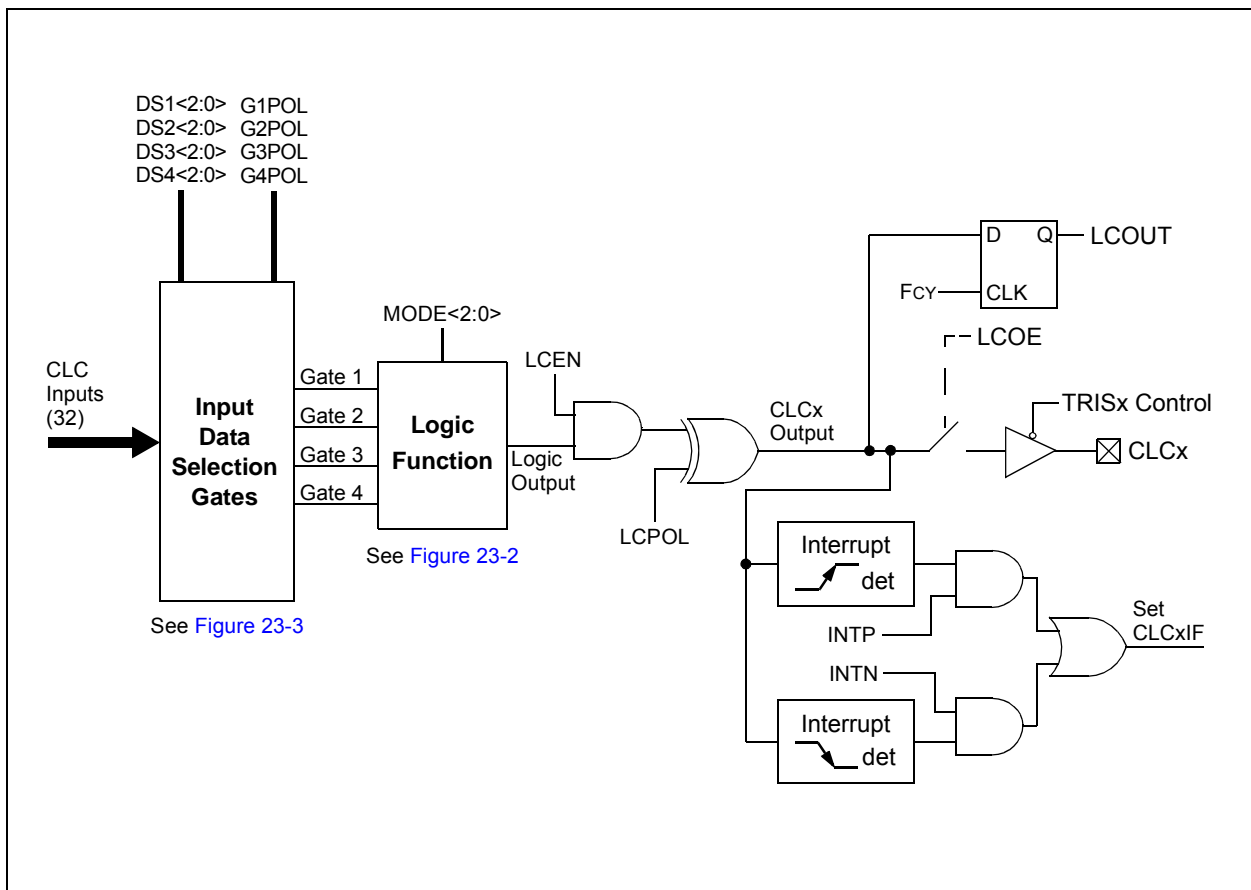 DS1<2:0> G1POL
DS2<2:0> G2POL
DS3<2:0> G3POL
DS4<2:0> G4POL
D Q LCOUT
FCY CLK
MODE<2:0>
LCOE
LCEN
CLC
Inputs
(32)
Input
Data
Selection
Gates
Gate 1
Gate 2
Gate 3
Gate 4
Logic
Function
Logic
Output
CLCx
Output
TRISx Control
CLCx
LCPOL
See Figure 23-2
See Figure 23-3
Interrupt
det
INTP
INTN
Set
CLCxIF
Interrupt
det